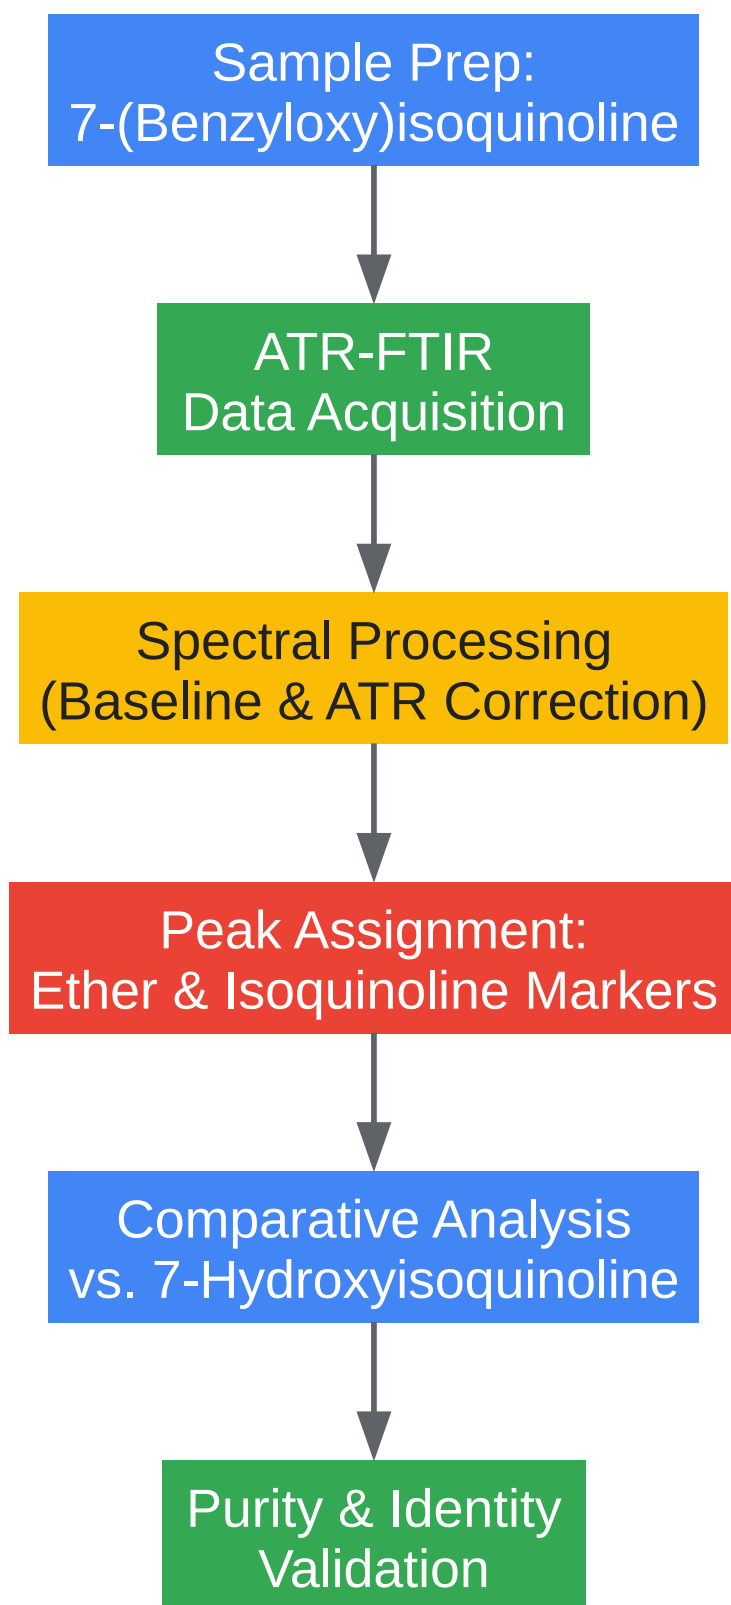 Sample Prep:
7-(Benzyloxy)isoquinoline
ATR-FTIR
Data Acquisition
Spectral Processing
(Baseline & ATR Correction)
Peak Assignment:
Ether & Isoquinoline Markers
Comparative Analysis
vs. 7-Hydroxyisoquinoline
Purity & Identity
Validation